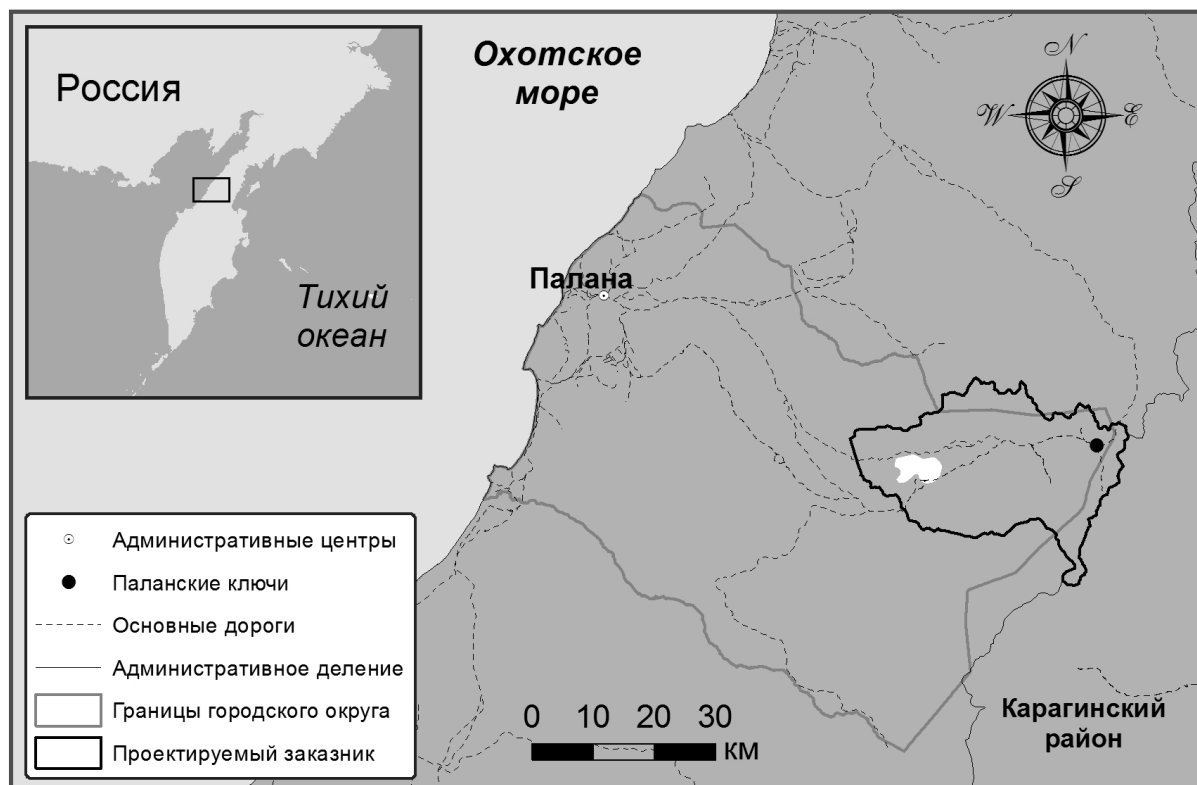 Россия
Тихий
океан
Охотское
море
N
W
E
S
Палана
Административные центры
Паланские ключи
Основные дороги
Административное деление
Границы городского округа
Проектируемый заказник
0 10 20 30
км
Карагинский
район